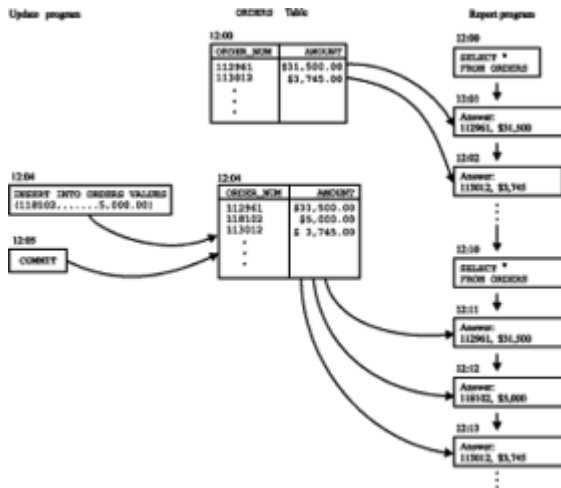 Update program
ORDERS Table
Report program
12:00
ORDER_NUM AMOUNT
112961 $31,500.00
113012 $3,745.00
12:00
SELECT *
FROM ORDERS
12:01
Answer:
112961, $31,500
12:02
Answer:
113012, $3,745
12:04
INSERT INTO ORDERS VALUES
(118102,......5,000.00)
12:05
COMMIT
12:04
ORDER_NUM AMOUNT
112961 $31,500.00
118102 $5,000.00
113012 $ 3,745.00
12:10
SELECT *
FROM ORDERS
12:11
Answer:
112961, $31,500
12:12
Answer:
118102, $5,000
12:13
Answer:
113012, $3,745